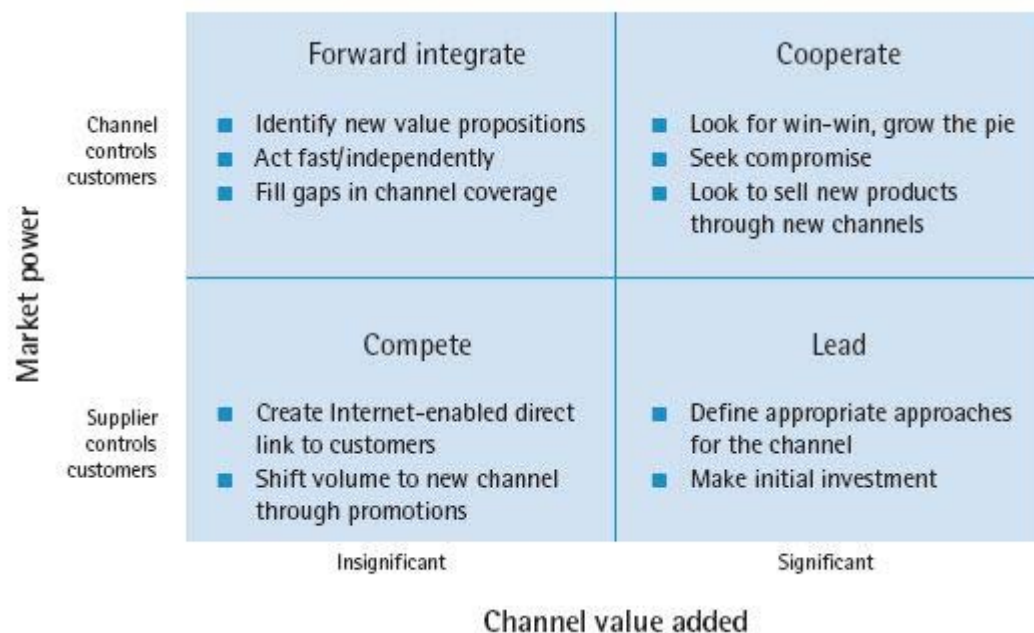 Forward integrate
Identify new value propositions
Act fast/independently
Fill gaps in channel coverage
Cooperate
Look for win-win, grow the pie
Seek compromise
Look to sell new products
through new channels
Channel
controls
customers
Market power
Compete
Create Internet-enabled direct
link to customers
Shift volume to new channel
through promotions
Lead
Define appropriate approaches
for the channel
Make initial investment
Supplier
controls
customers
Insignificant
Significant
Channel value added